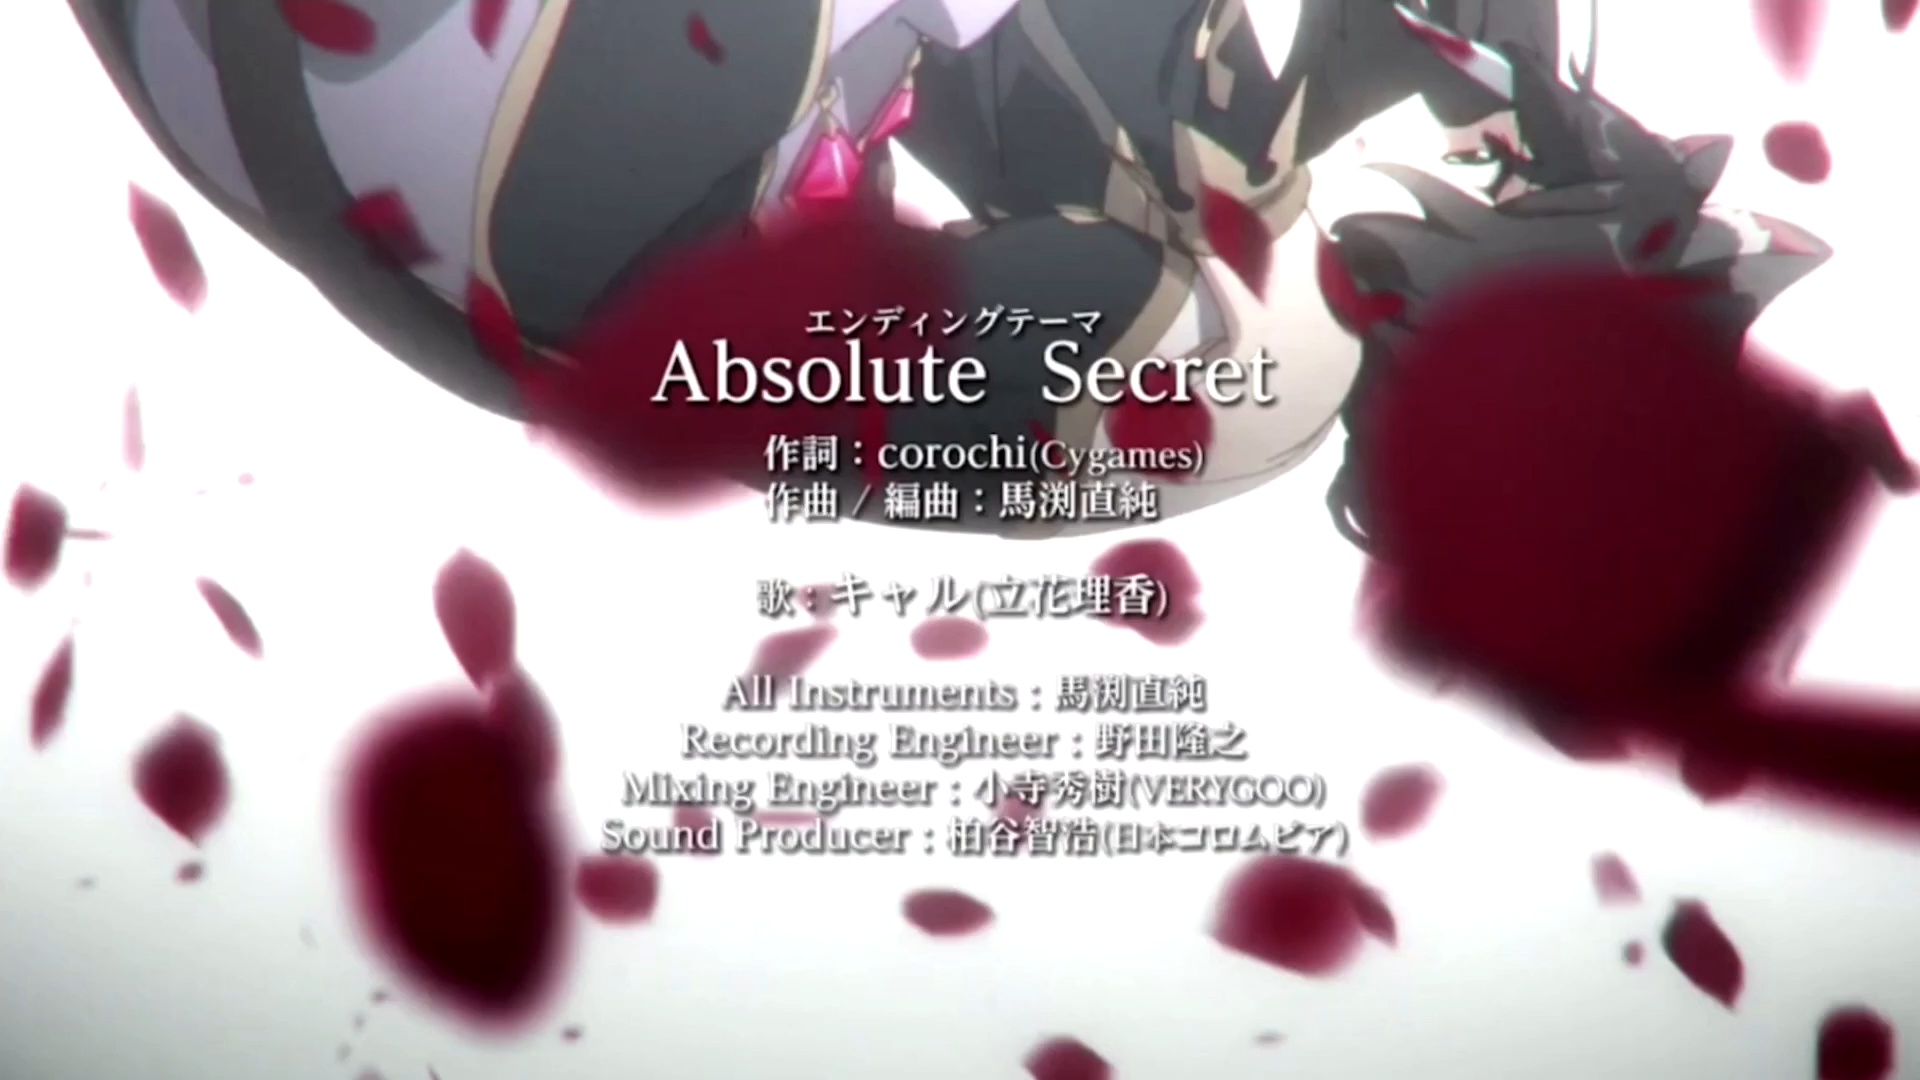 エンディングテーマ
Absolute Secret
作詞：corochi(Cygames)
作曲 / 編曲：馬渕直純
歌：キャル(立花理香)
All Instruments：馬渕直純
Recording Engineer：野田隆之
Mixing Engineer：小寺秀樹(VERYGOO)
Sound Producer：柏谷智浩(日本コロムビア)